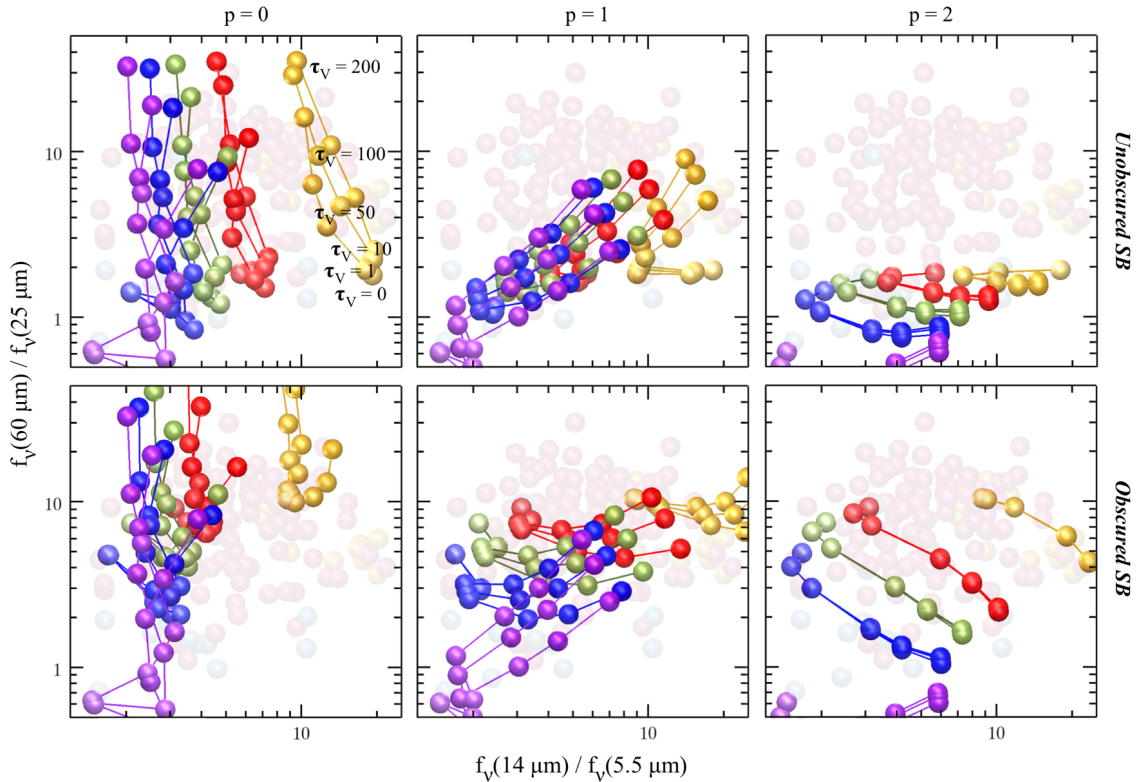 p = 0
p = 1
p = 2
10
1
τV = 200
τV = 100
τV = 50
τV = 10
τV = 1
τV = 0
Unobscured SB
fν(60 μm) / fν(25 μm)
10
1
10
10
10
Obscured SB
fν(14 μm) / fν(5.5 μm)